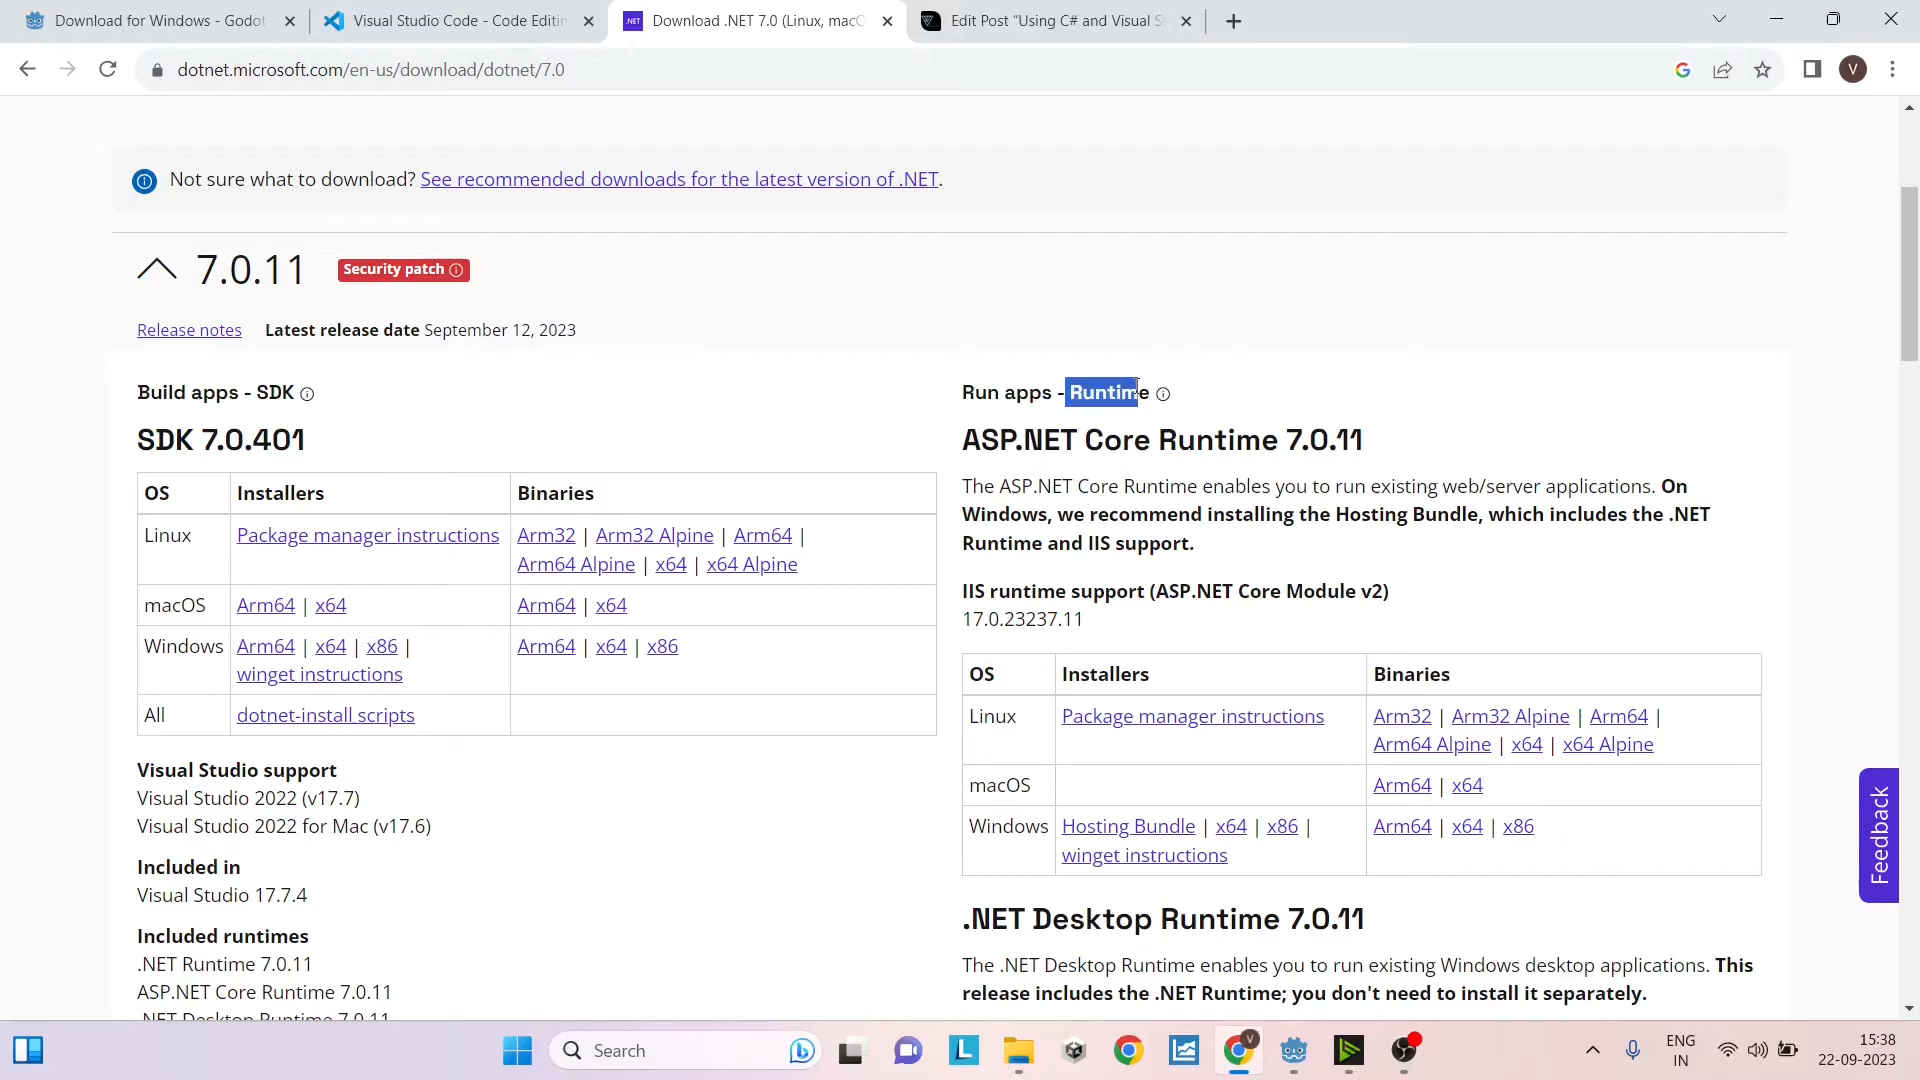 Download for Windows - Godot
Visual Studio Code - Code Editin
.NET
Download .NET 7.0 (Linux, macO
Edit Post “Using C# and Visual S
dotnet.microsoft.com/en-us/download/dotnet/7.0
G
V
Not sure what to download? See recommended downloads for the latest version of .NET.
7.0.11 Security patch
Release notes Latest release date September 12, 2023
Build apps - SDK
SDK 7.0.401
OS Installers Binaries
Linux Package manager instructions Arm32 | Arm32 Alpine | Arm64 |
Arm64 Alpine | x64 | x64 Alpine
macOS Arm64 | x64 Arm64 | x64
Windows Arm64 | x64 | x86 | Arm64 | x64 | x86
winget instructions
All dotnet-install scripts
Visual Studio support
Visual Studio 2022 (v17.7)
Visual Studio 2022 for Mac (v17.6)
Included in
Visual Studio 17.7.4
Included runtimes
.NET Runtime 7.0.11
ASP.NET Core Runtime 7.0.11
.NET Desktop Runtime 7.0.11
Run apps - Runtime
ASP.NET Core Runtime 7.0.11
The ASP.NET Core Runtime enables you to run existing web/server applications. On
Windows, we recommend installing the Hosting Bundle, which includes the .NET
Runtime and IIS support.
IIS runtime support (ASP.NET Core Module v2)
17.0.23237.11
OS Installers Binaries
Linux Package manager instructions Arm32 | Arm32 Alpine | Arm64 |
Arm64 Alpine | x64 | x64 Alpine
macOS Arm64 | x64
Windows Hosting Bundle | x64 | x86 | Arm64 | x64 | x86
winget instructions
.NET Desktop Runtime 7.0.11
The .NET Desktop Runtime enables you to run existing Windows desktop applications. This
release includes the .NET Runtime; you don't need to install it separately.
Feedback
Search
L
V
ENG
IN
15:38
22-09-2023